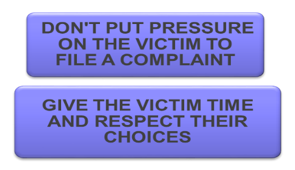 DON'T PUT PRESSURE
ON THE VICTIM TO
FILE A COMPLAINT
GIVE THE VICTIM TIME
AND RESPECT THEIR
CHOICES